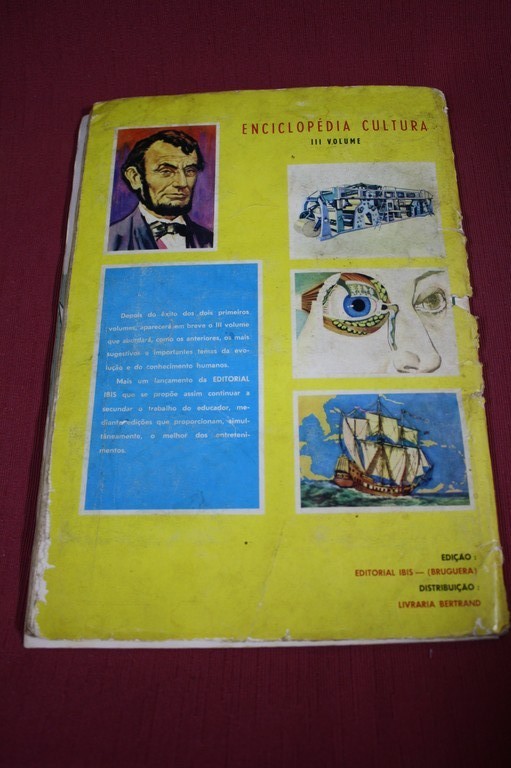 ENCICLOPÉDIA CULTURA
III VOLUME
Depois do êxito dos dois primeiros
volumes, aparecerá em breve o III volume
que como os anteriores, os mais
sugestivos e importantes temas da evo-
lução e do conhecimento humanos.
Mais um lançamento da EDITORIAL
IBIS que se propõe assim continuar a
secundar o trabalho do educador, me-
diante edições que proporcionam, simul-
tâneamente, o melhor dos entreteni-
mentos.
EDIÇÃO :
EDITORIAL IBIS — (BRUGUERA)
DISTRIBUIÇÃO :
LIVRARIA BERTRAND